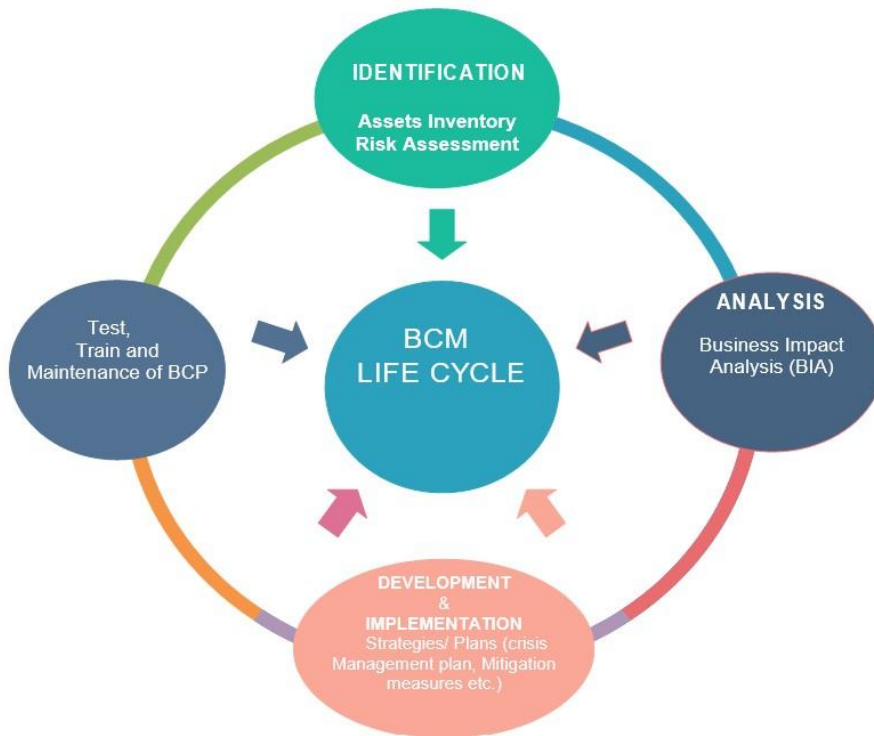 IDENTIFICATION
Assets Inventory
Risk Assessment
ANALYSIS
Business Impact
Analysis (BIA)
Test,
Train and
Maintenance of BCP
BCM
LIFE CYCLE
DEVELOPMENT
&
IMPLEMENTATION
Strategies/ Plans (crisis
Management plan, Mitigation
measures etc.)